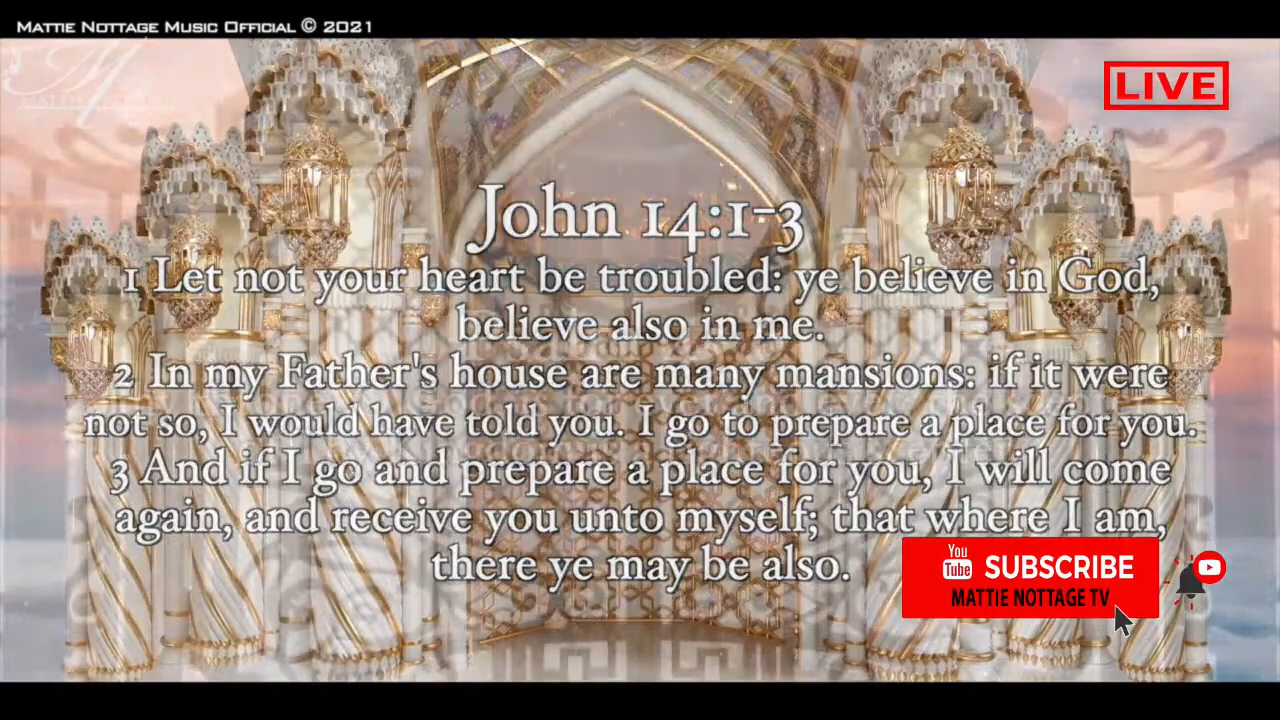 MATTIE NOTTAGE MUSIC OFFICIAL © 2021
LIVE
John 14:1-3
1 Let not your heart be troubled: ye believe in God,
believe also in me.
2 In my Father's house are many mansions: if it were
not so, I would have told you. I go to prepare a place for you.
3 And if I go and prepare a place for you, I will come
again, and receive you unto myself; that where I am,
there ye may be also.
You
Tube SUBSCRIBE
MATTIE NOTTAGE TV